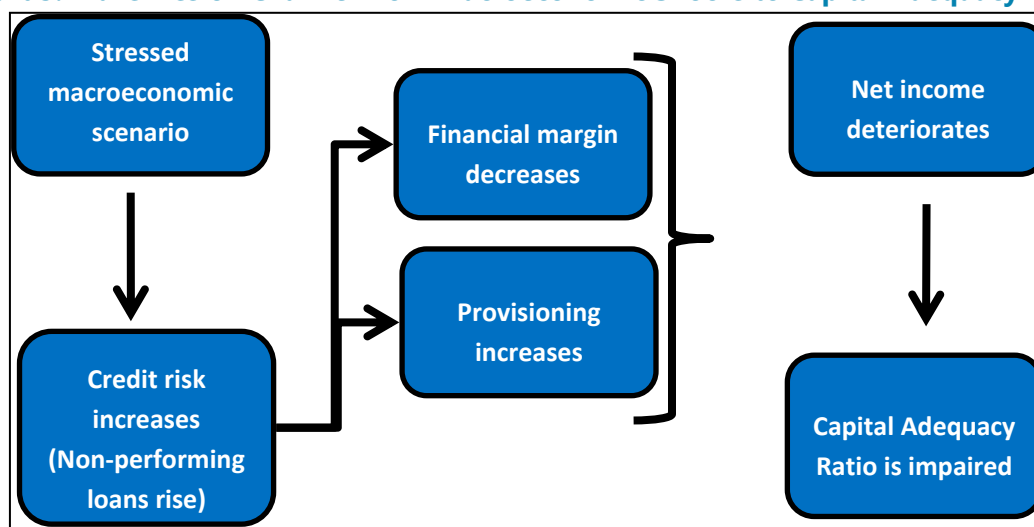 Stressed
macroeconomic
scenario
Credit risk
increases
(Non-performing
loans rise)
Financial margin
decreases
Provisioning
increases
Net income
deteriorates
Capital Adequacy
Ratio is impaired